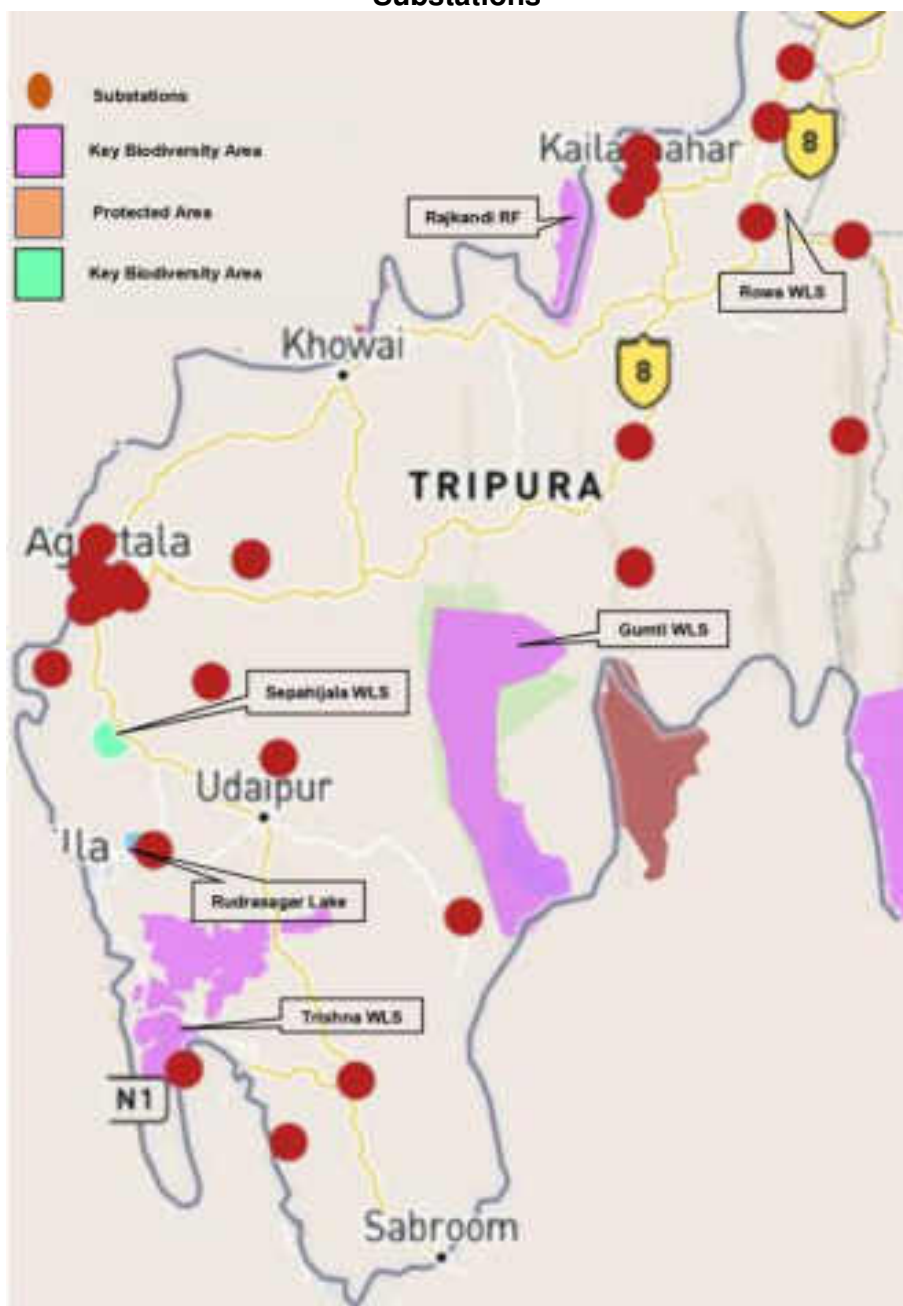 Substations
Substations
Key Biodiversity Area
Protected Area
Key Biodiversity Area
8
Rajkandi RF
Rowa WLS
Khowai
8
TRIPURA
Gumti WLS
Sepahijala WLS
Udaipur
Rudrasagar Lake
Trishna WLS
N1
Sabroom